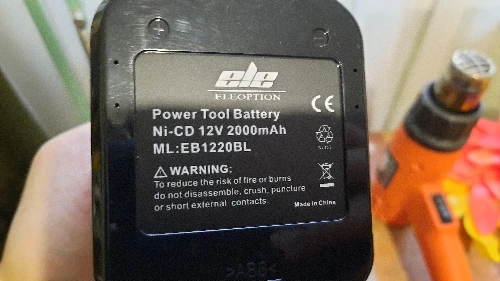 ele
ELEOPTION
CE
Power Tool Battery
Ni-CD 12V 2000mAh
ML:EB1220BL
WARNING:
To reduce the risk of fire or burns
do not disassemble, crush, puncture
or short external contacts.
Made in China
>ABS<